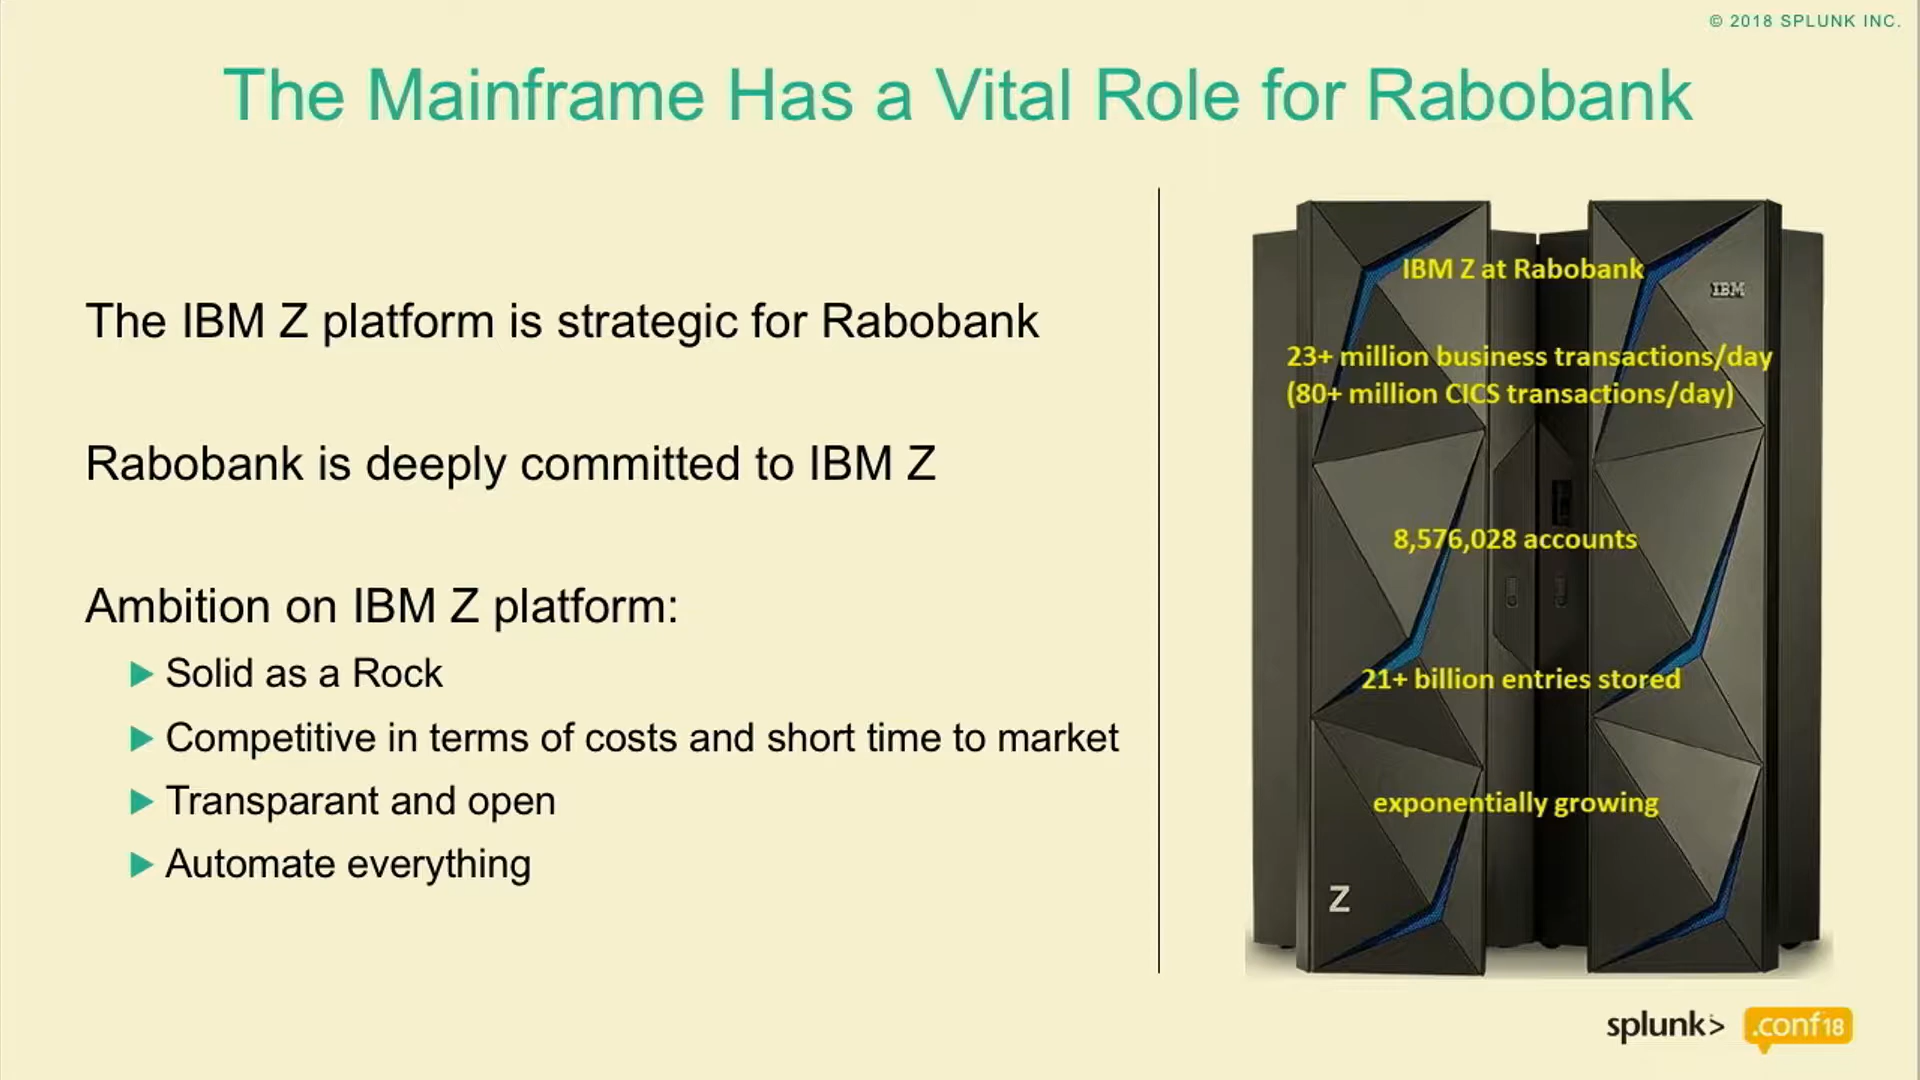 © 2018 SPLUNK INC.
The Mainframe Has a Vital Role for Rabobank
The IBM Z platform is strategic for Rabobank
Rabobank is deeply committed to IBM Z
Ambition on IBM Z platform:
Solid as a Rock
Competitive in terms of costs and short time to market
Transparant and open
Automate everything
IBM Z at Rabobank
IBM
23+ million business transactions/day
(80+ million CICS transactions/day)
8,576,028 accounts
21+ billion entries stored
exponentially growing
Z
splunk> .conf18